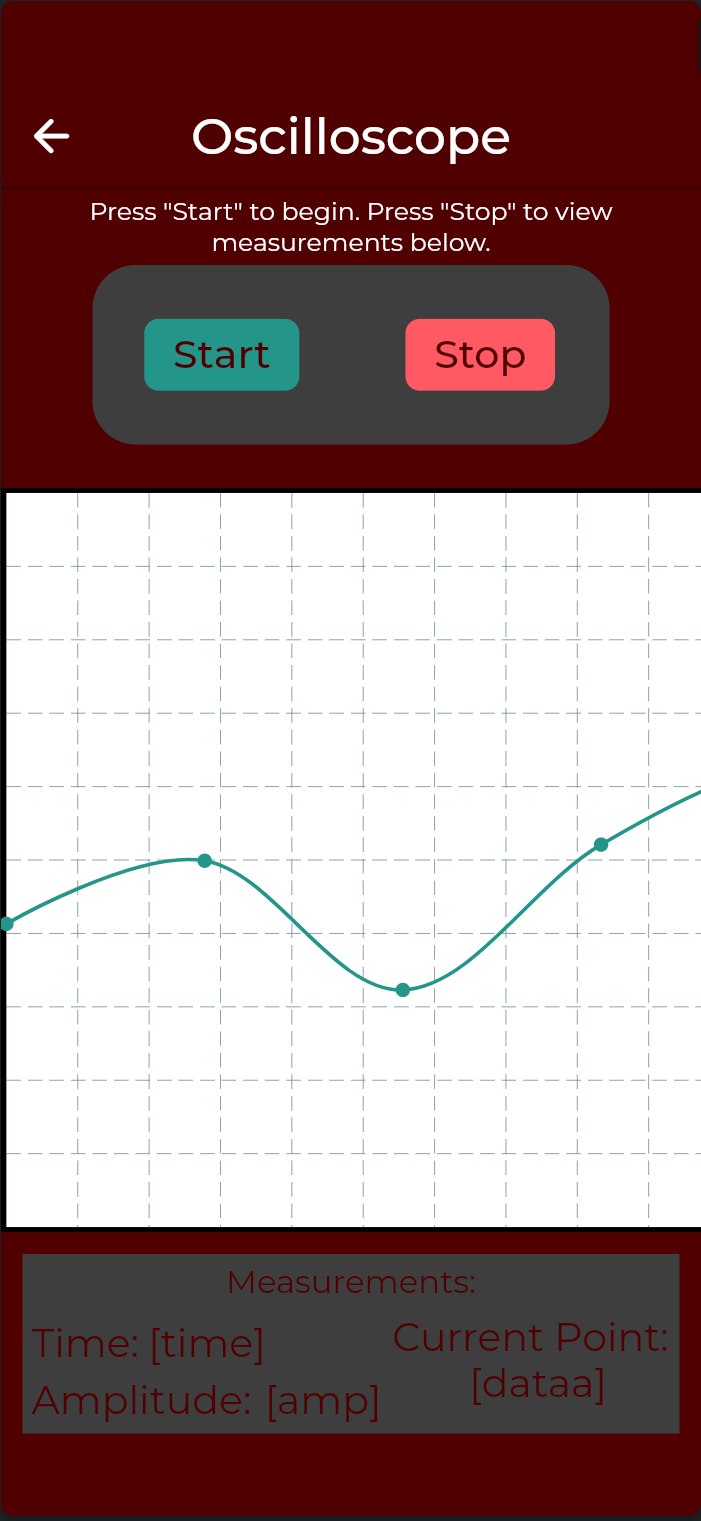 Oscilloscope
Press "Start" to begin. Press "Stop" to view
measurements below.
Start
Stop
Measurements:
Time: [time]
Amplitude: [amp]
Current Point:
[dataa]